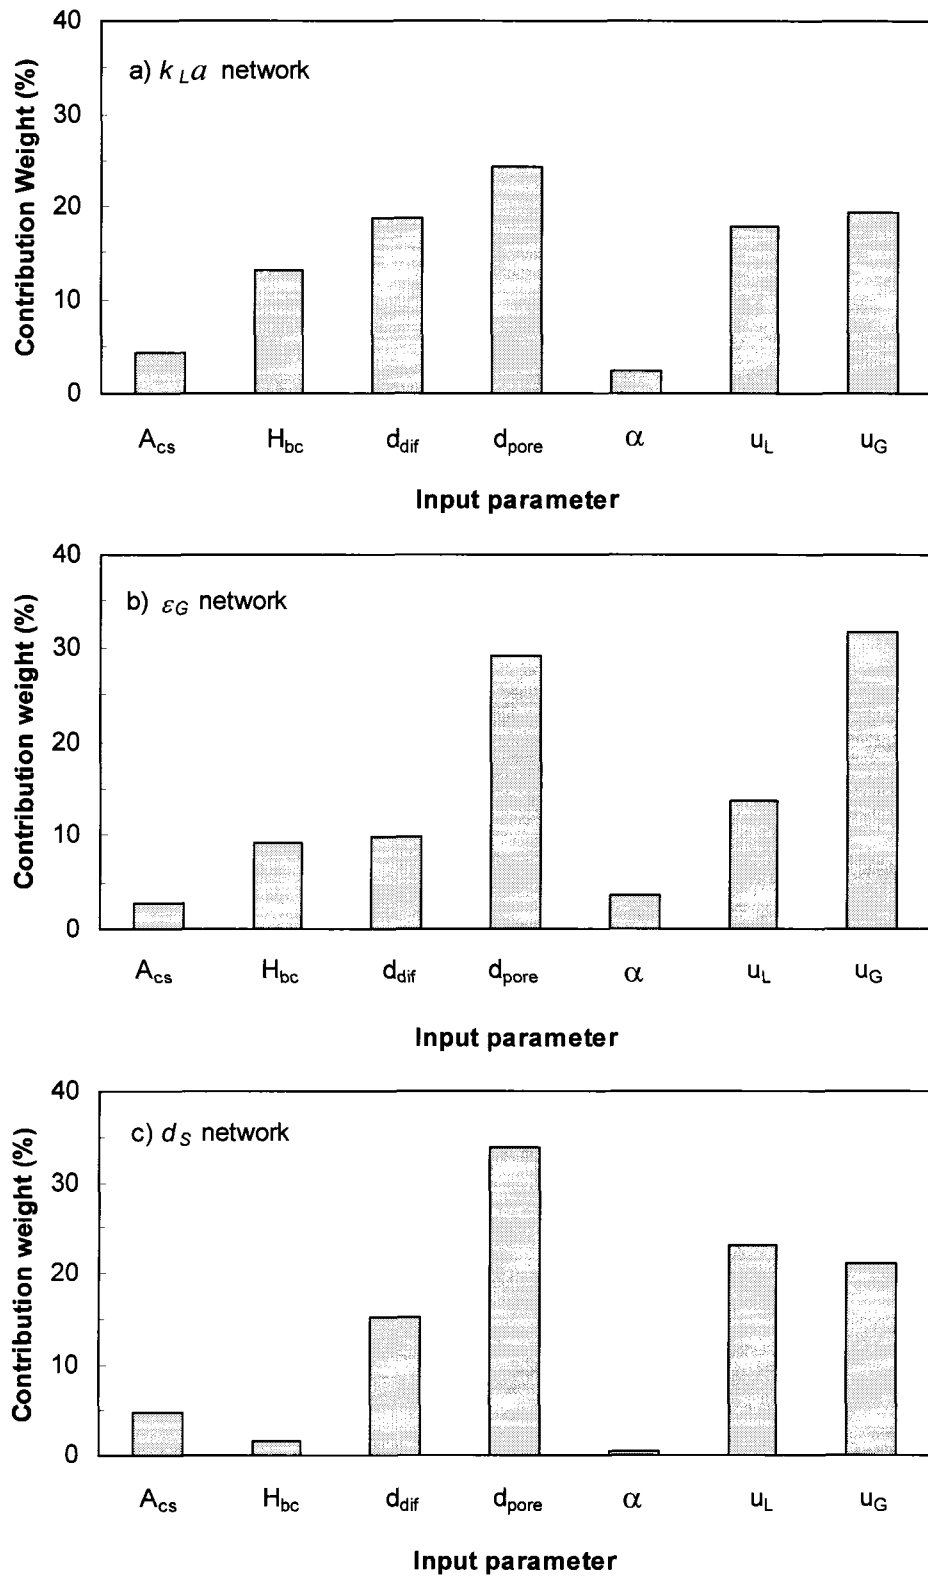 40
a) k L a network
30
20
10
0
Contribution Weight (%)
Acs Hbc ddif dpore α uL uG
Input parameter
40
b) εG network
30
20
10
0
Contribution weight (%)
Acs Hbc ddif dpore α uL uG
Input parameter
40
c) d S network
30
20
10
0
Contribution weight (%)
Acs Hbc ddif dpore α uL uG
Input parameter